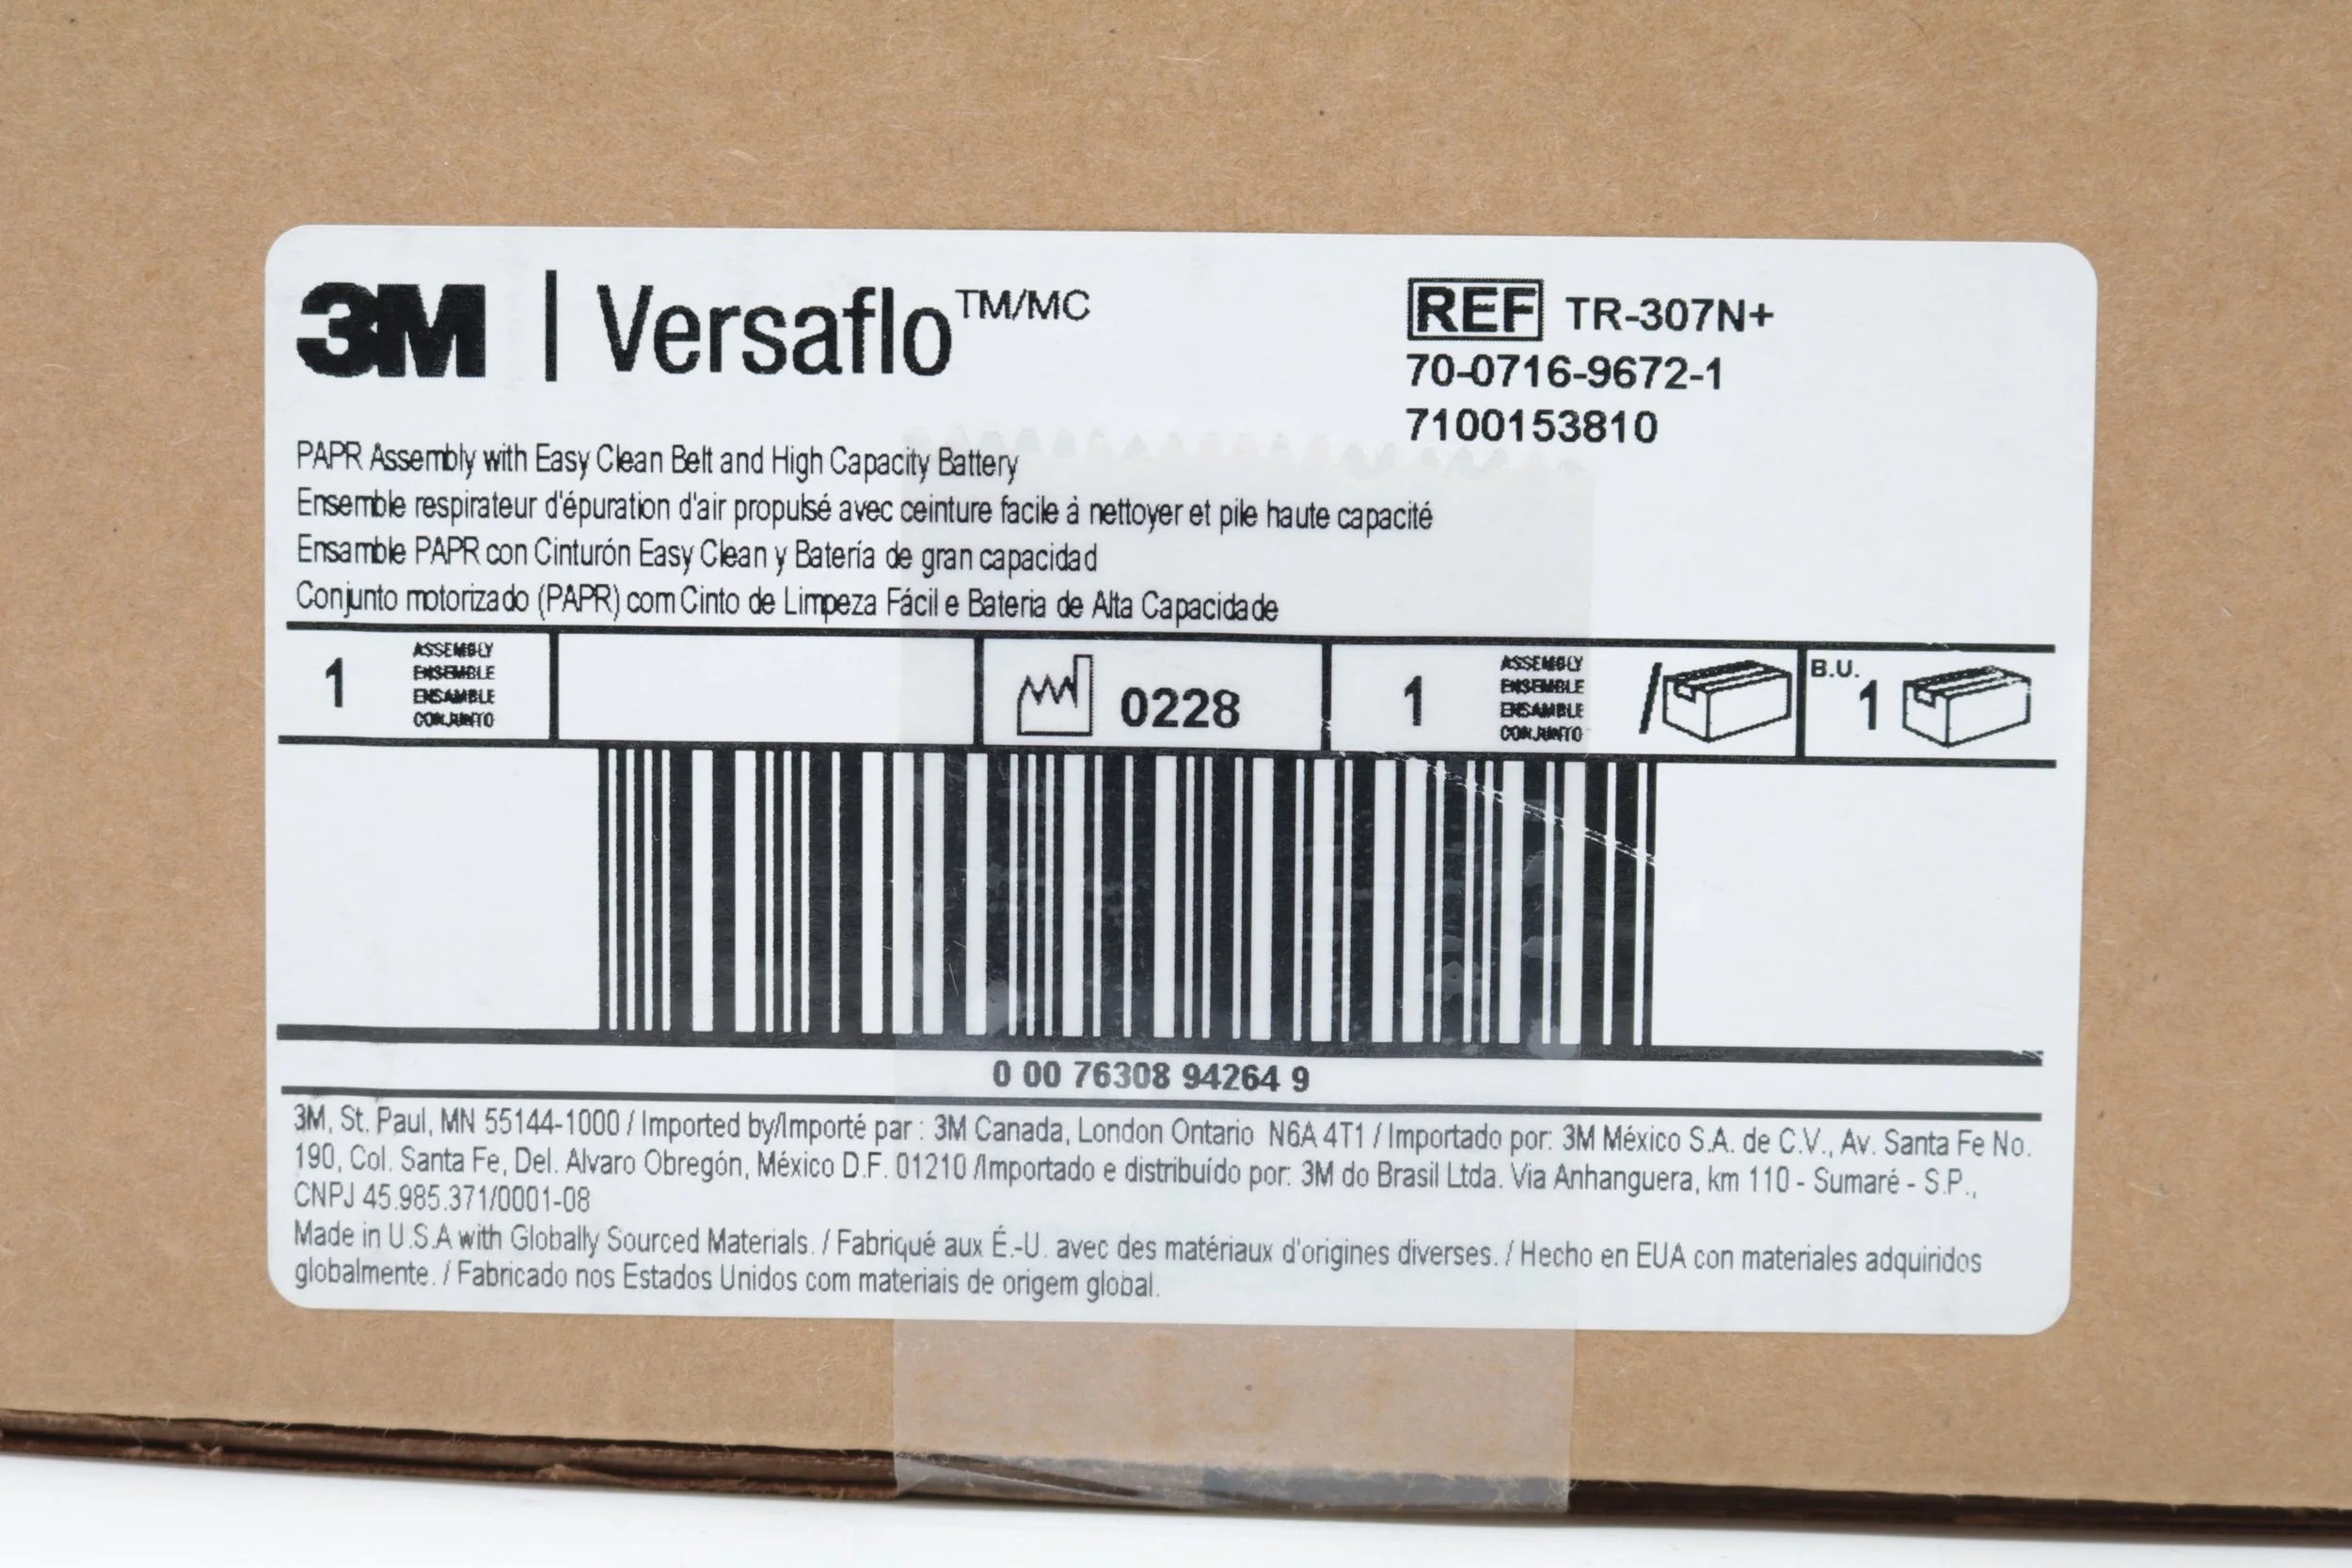 3M | Versaflo™/MC
REF TR-307N+
70-0716-9672-1
7100153810
PAPR Assembly with Easy Clean Belt and High Capacity Battery
Ensemble respirateur d'épuration d'air propulsé avec ceinture facile à nettoyer et pile haute capacité
Ensamble PAPR con Cinturón Easy Clean y Batería de gran capacidad
Conjunto motorizado (PAPR) com Cinto de Limpeza Fácil e Bateria de Alta Capacidade
1
ASSEMBLY
ENSEMBLE
ENSAMBLE
CONJUNTO
0228
1
ASSEMBLY
ENSEMBLE
ENSAMBLE
CONJUNTO
/
B.U.
1
0 00 76308 94264 9
3M, St. Paul, MN 55144-1000 / Imported by/Importé par : 3M Canada, London Ontario N6A 4T1 / Importado por: 3M México S.A. de C.V., Av. Santa Fe No.
190, Col. Santa Fe, Del. Alvaro Obregón, México D.F. 01210 /Importado e distribuído por: 3M do Brasil Ltda. Via Anhanguera, km 110 - Sumaré - S.P.,
CNPJ 45.985.371/0001-08
Made in U.S.A with Globally Sourced Materials. / Fabriqué aux É.-U. avec des matériaux d'origines diverses. / Hecho en EUA con materiales adquiridos
globalmente. / Fabricado nos Estados Unidos com materiais de origem global.